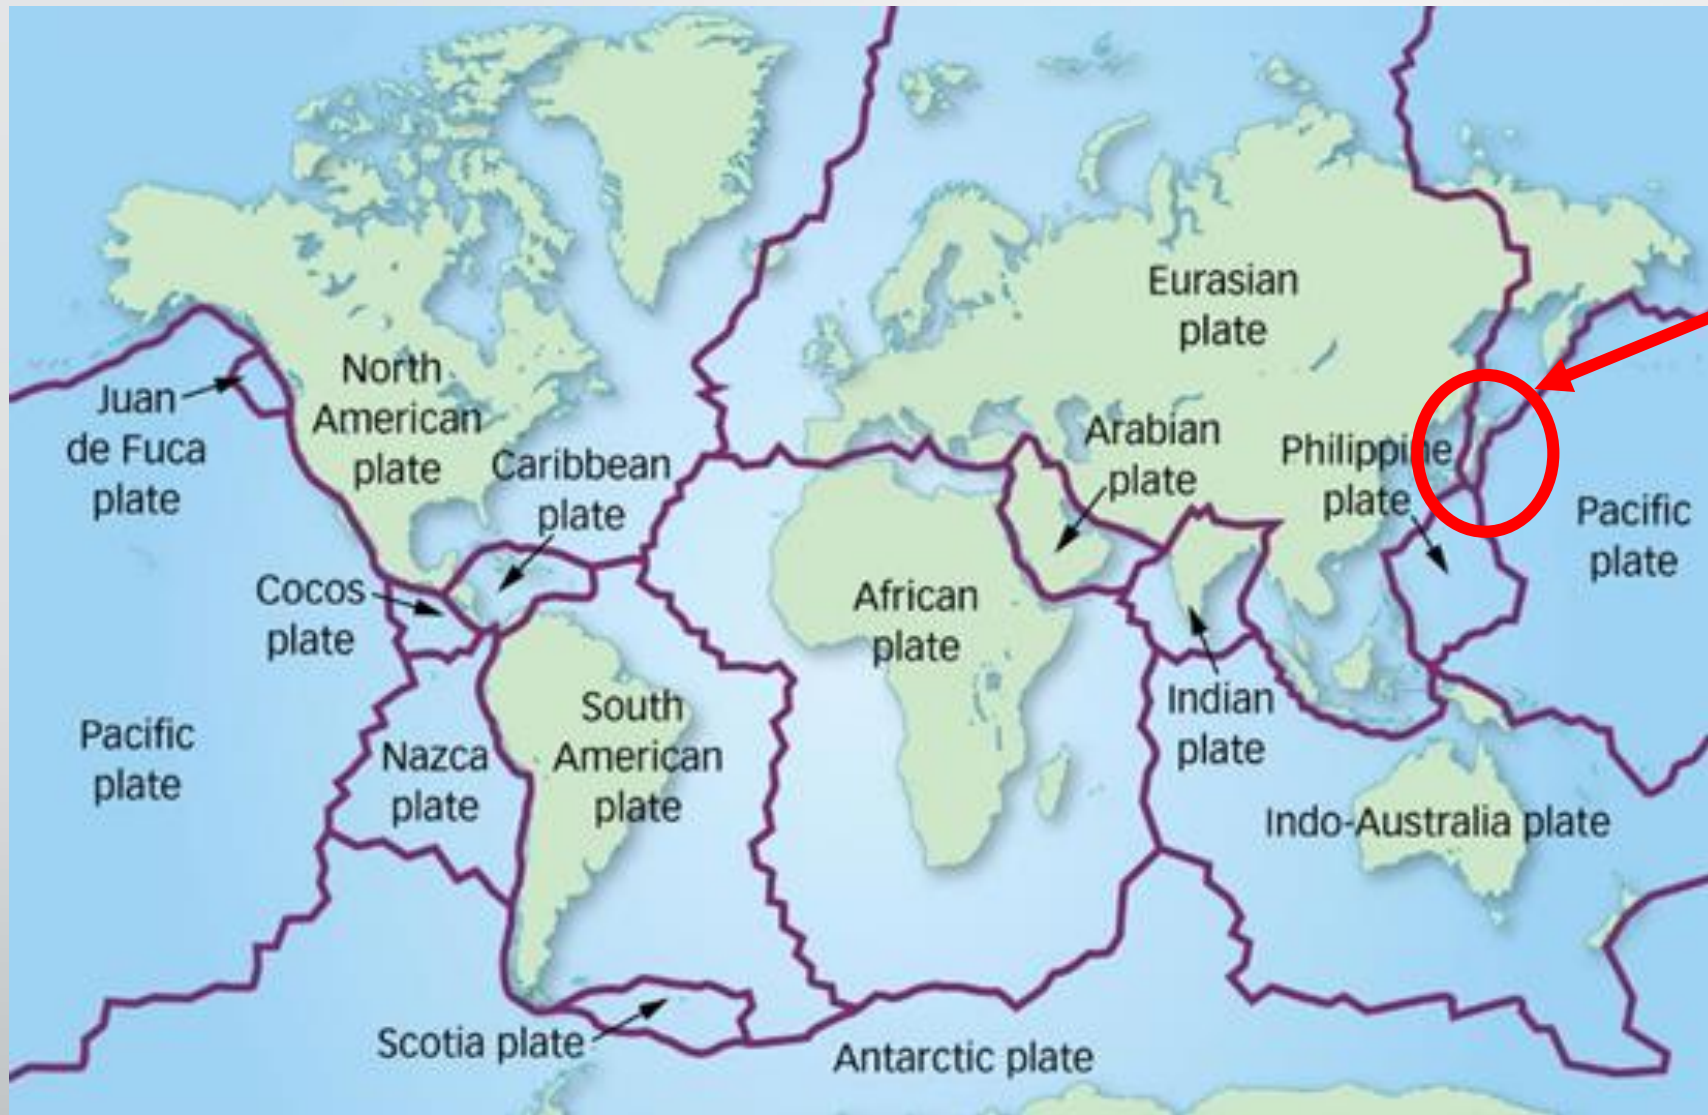 Eurasian
plate
North
American
plate
Juan
de Fuca
plate
Caribbean
plate
Arabian
plate
Philippine
plate
Pacific
plate
Cocos
plate
African
plate
Indian
plate
Pacific
plate
Nazca
plate
South
American
plate
Indo-Australia plate
Scotia plate
Antarctic plate